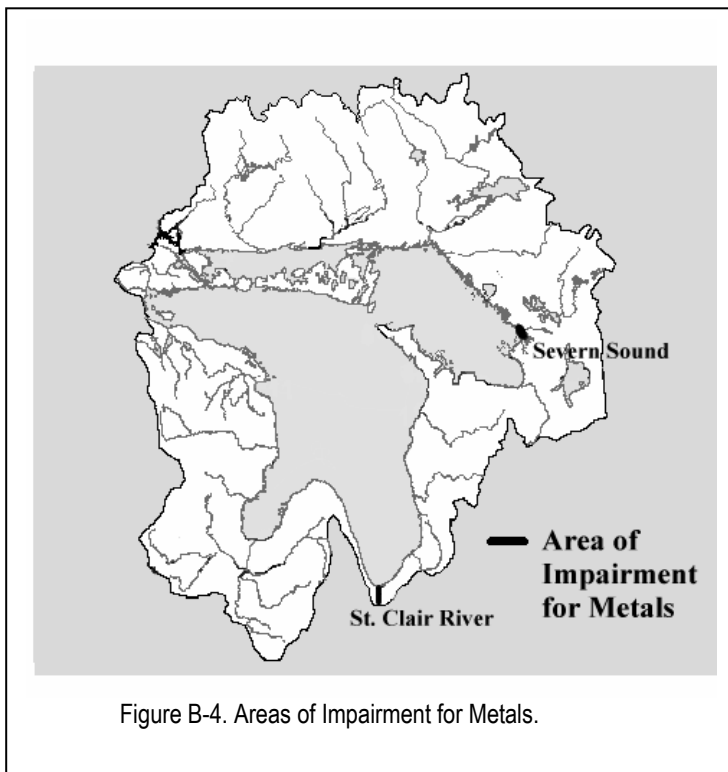 Severn Sound
Area of
Impairment
for Metals
St. Clair River
Figure B-4. Areas of Impairment for Metals.